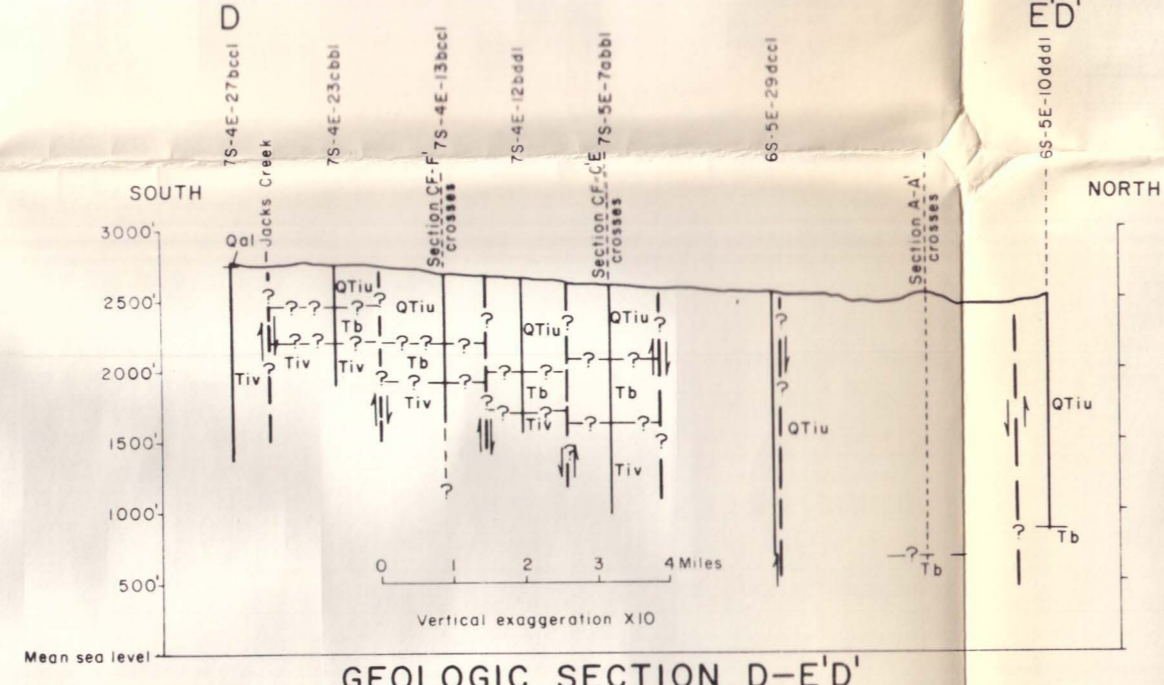 D
E'D'
7S-4E-27bccl
Jacks Creek
7S-4E-23cbbl
Section CF-F'
crosses
7S-4E-13bccl
7S-4E-12baddl
Section CF-C'E
crosses
7S-5E-7abbl
6S-5E-29dccl
Section A-A'
crosses
6S-5E-10dddl
SOUTH
NORTH
3000'
Qal
2500'
? ? ? ? ? QTiu ? QTiu ? QTiu ? QTiu ? ?
Tb
? ? ? ? ? ? ? ? ? ?
2000'
Tiv ? Tiv Tiv Tb ? ? ? ?
Tiv ? Tb Tb QTiu QTiu
? ? ? Tiv ? ?
1500'
? Tiv ?
1000'
? ? Tb
? Tb
500'
0 1 2 3 4 Miles
Vertical exaggeration X10
Mean sea level
GEOLOGIC SECTION D-E'D'